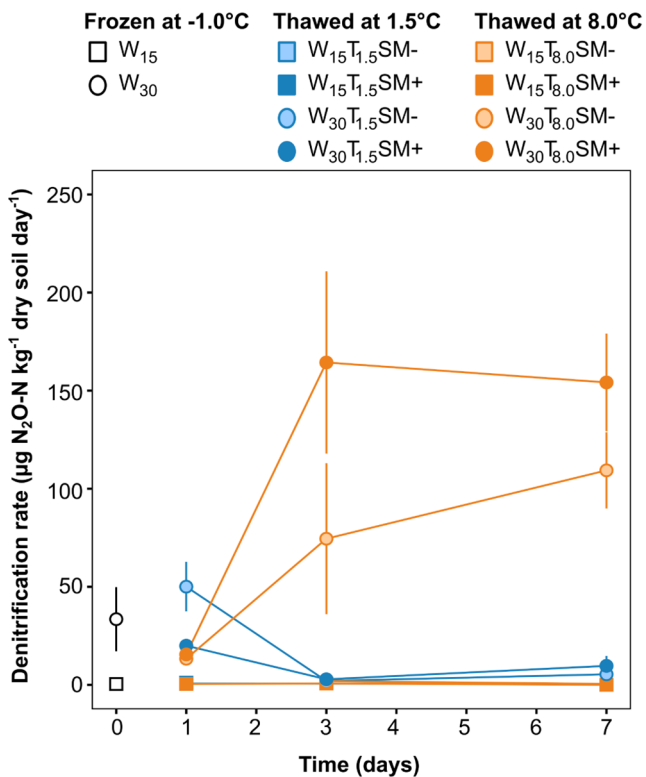 Frozen at -1.0°C Thawed at 1.5°C Thawed at 8.0°C
W15 W15T1.5SM- W15T8.0SM-
W30 W15T1.5SM+ W15T8.0SM+
W30T1.5SM- W30T8.0SM-
W30T1.5SM+ W30T8.0SM+
Denitrification rate (µg N2O-N kg-1 dry soil day-1)
250
200
150
100
50
0
0 1 2 3 4 5 6 7
Time (days)